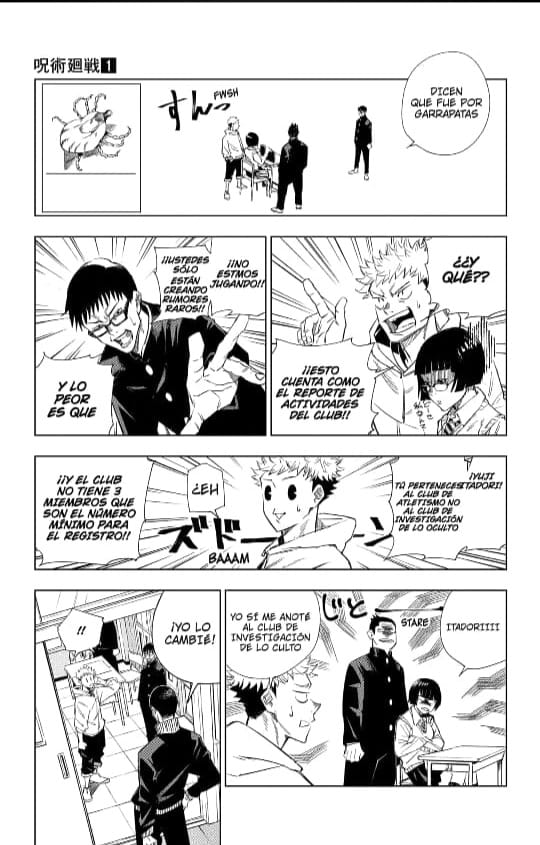 呪術廻戦 1
DICEN
QUE FUE POR
GARRAPATAS
FWSH
すんっ
¿¿Y
QUÉ??
¡¡ESTO
CUENTA COMO
EL REPORTE DE
ACTIVIDADES
DEL CLUB!!
¡¡NO
ESTMOS
JUGANDO!!
¡¡USTEDES
SÓLO
ESTÁN
CREANDO
RUMORES
RAROS!!
Y LO
PEOR
ES QUE
¡YUJI
ITADORI!
TÚ PERTENECES
AL CLUB DE
ATLETISMO NO
AL CLUB DE
INVESTIGACIÓN
DE LO OCULTO
¿EH
ズドーーン
BAAAM
¡¡Y EL CLUB
NO TIENE 3
MIEMBROS QUE
SON EL NÚMERO
MÍNIMO PARA
EL REGISTRO!!
ITADORIIII
STARE
じと
YO SÍ ME ANOTÉ
AL CLUB DE
INVESTIGACIÓN
DE LO CULTO
¡YO LO
CAMBIÉ!
!!